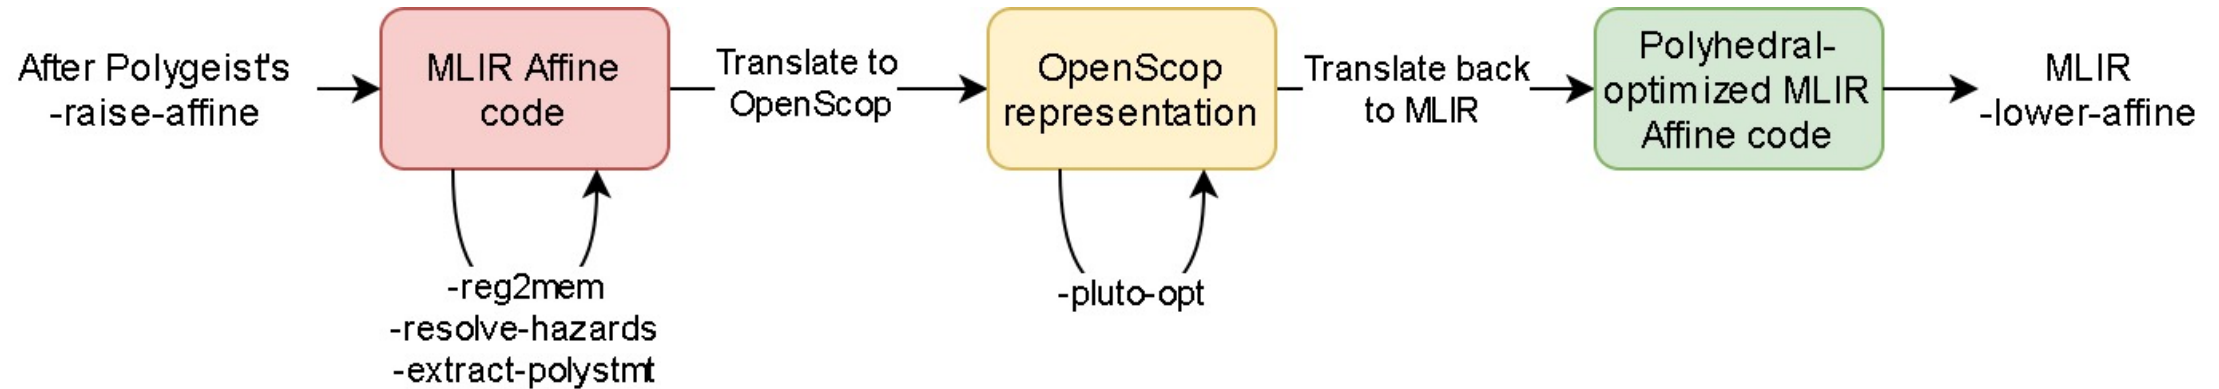 After Polygeist's
-raise-affine
MLIR Affine
code
Translate to
OpenScop
OpenScop
representation
Translate back
to MLIR
Polyhedral-
optimized MLIR
Affine code
MLIR
-lower-affine
-reg2mem
-resolve-hazards
-extract-polystmt
-pluto-opt